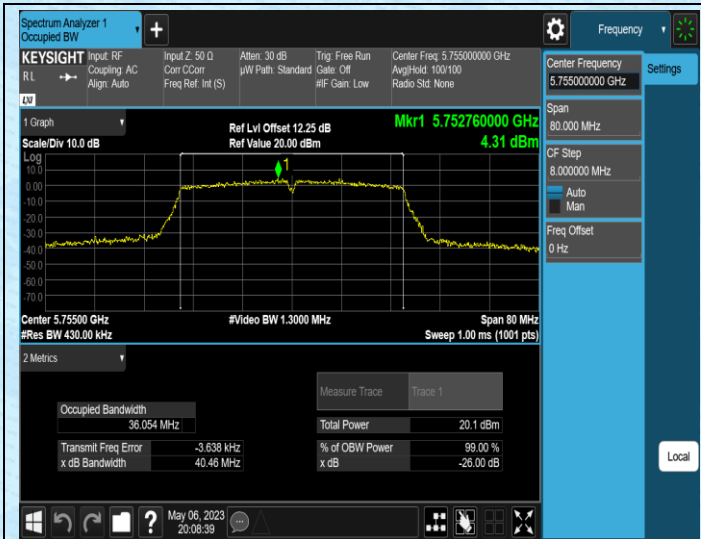 Spectrum Analyzer 1
Occupied BW
Frequency
KEYSIGHT
RL
LXI
Input: RF
Coupling: AC
Align: Auto
Input Z: 50 Ω
Corr CCorr
Freq Ref: Int (S)
Atten: 30 dB
µW Path: Standard
Trig: Free Run
Gate: Off
#IF Gain: Low
Center Freq: 5.755000000 GHz
Avg|Hold: 100/100
Radio Std: None
1 Graph
Scale/Div 10.0 dB
Ref Lvl Offset 12.25 dB
Ref Value 20.00 dBm
Mkr1 5.752760000 GHz
4.31 dBm
Log
10.0
0.00
-10.0
-20.0
-30.0
-40.0
-50.0
-60.0
-70.0
1
Center 5.75500 GHz
#Res BW 430.00 kHz
#Video BW 1.3000 MHz
Span 80 MHz
Sweep 1.00 ms (1001 pts)
2 Metrics
Measure Trace
Trace 1
Occupied Bandwidth
36.054 MHz
Total Power
20.1 dBm
Transmit Freq Error
-3.638 kHz
% of OBW Power
99.00 %
x dB Bandwidth
40.46 MHz
x dB
-26.00 dB
?
May 06, 2023
20:08:39
Center Frequency
5.755000000 GHz
Settings
Span
80.000 MHz
CF Step
8.000000 MHz
Auto
Man
Freq Offset
0 Hz
Local